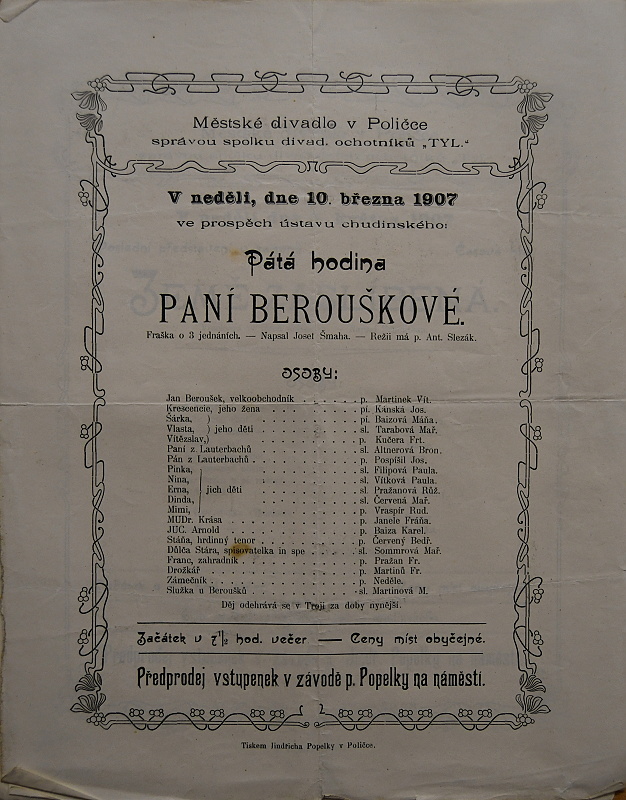 Městské divadlo v Poličce
správou spolku divad. ochotníků „TYL."
V neděli, dne 10. března 1907
ve prospěch ústavu chudinského:
Pátá hodina
PANÍ BEROUŠKOVÉ.
Fraška o 3 jednáních. — Napsal Josef Šmaha. — Režii má p. Ant. Slezák.
OSOBY:
Jan Beroušek, velkoobchodník . . . . . . . p. Martinek Vít.
Krescencie, jeho žena . . . . . . . pí. Kánská Jos.
Šárka, ) . . . . . . . pí. Baizová Máňa.
Vlasta, ) jeho děti . . . . . . . sl. Tarabová Mař.
Vítězslav,) . . . . . . . p. Kučera Frt.
Paní z Lauterbachů . . . . . . . sl. Altnerová Bron.
Pán z Lauterbachů . . . . . . . p. Pospíšil Jos.
Pinka, . . . . . . . sl. Filipová Paula.
Nina, . . . . . . . sl. Vítková Paula.
Erna, jich děti . . . . . . . sl. Pražanová Růž.
Dinda, . . . . . . . sl. Červená Mař.
Mimi, . . . . . . . p. Vraspír Rud.
MUDr. Krása . . . . . . . p. Janele Fráňa.
JUC. Arnold . . . . . . . p. Baiza Karel.
Stáňa, hrdinný tenor . . . . . . . p. Červený Bedř.
Důlča Stára, spisovatelka in spe . . . . . sl. Sommrová Mař.
Franc, zahradník . . . . . . . p. Pražan Fr.
Drožkář . . . . . . . p. Martinů Fr.
Zámečník . . . . . . . p. Neděle.
Služka u Beroušků . . . . . . . sl. Martinová M.
Děj odehrává se v Troji za doby nynější.
Začátek v 7½ hod. večer — Ceny míst obyčejné.
Předprodej vstupenek v závodě p. Popelky na náměstí.
Tiskem Jindřicha Popelky v Poličce.